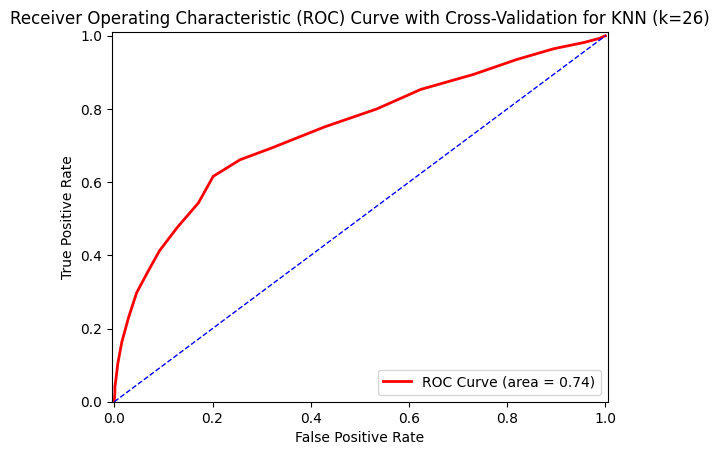 Receiver Operating Characteristic (ROC) Curve with Cross-Validation for KNN (k=26)
1.0
0.8
0.6
0.4
0.2
0.0
True Positive Rate
ROC Curve (area = 0.74)
0.0 0.2 0.4 0.6 0.8 1.0
False Positive Rate